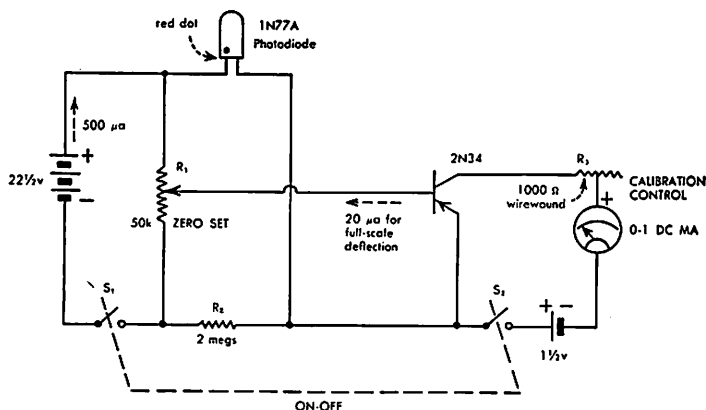 red dot
1N77A
Photodiode
500 µa
+
22½v
−
R₁
50k
ZERO SET
2N34
R₃
1000 Ω
wirewound
CALIBRATION
CONTROL
+
0-1 DC MA
20 µa for
full-scale
deflection
S₁
R₂
2 megs
S₂
+ −
1½v
ON-OFF